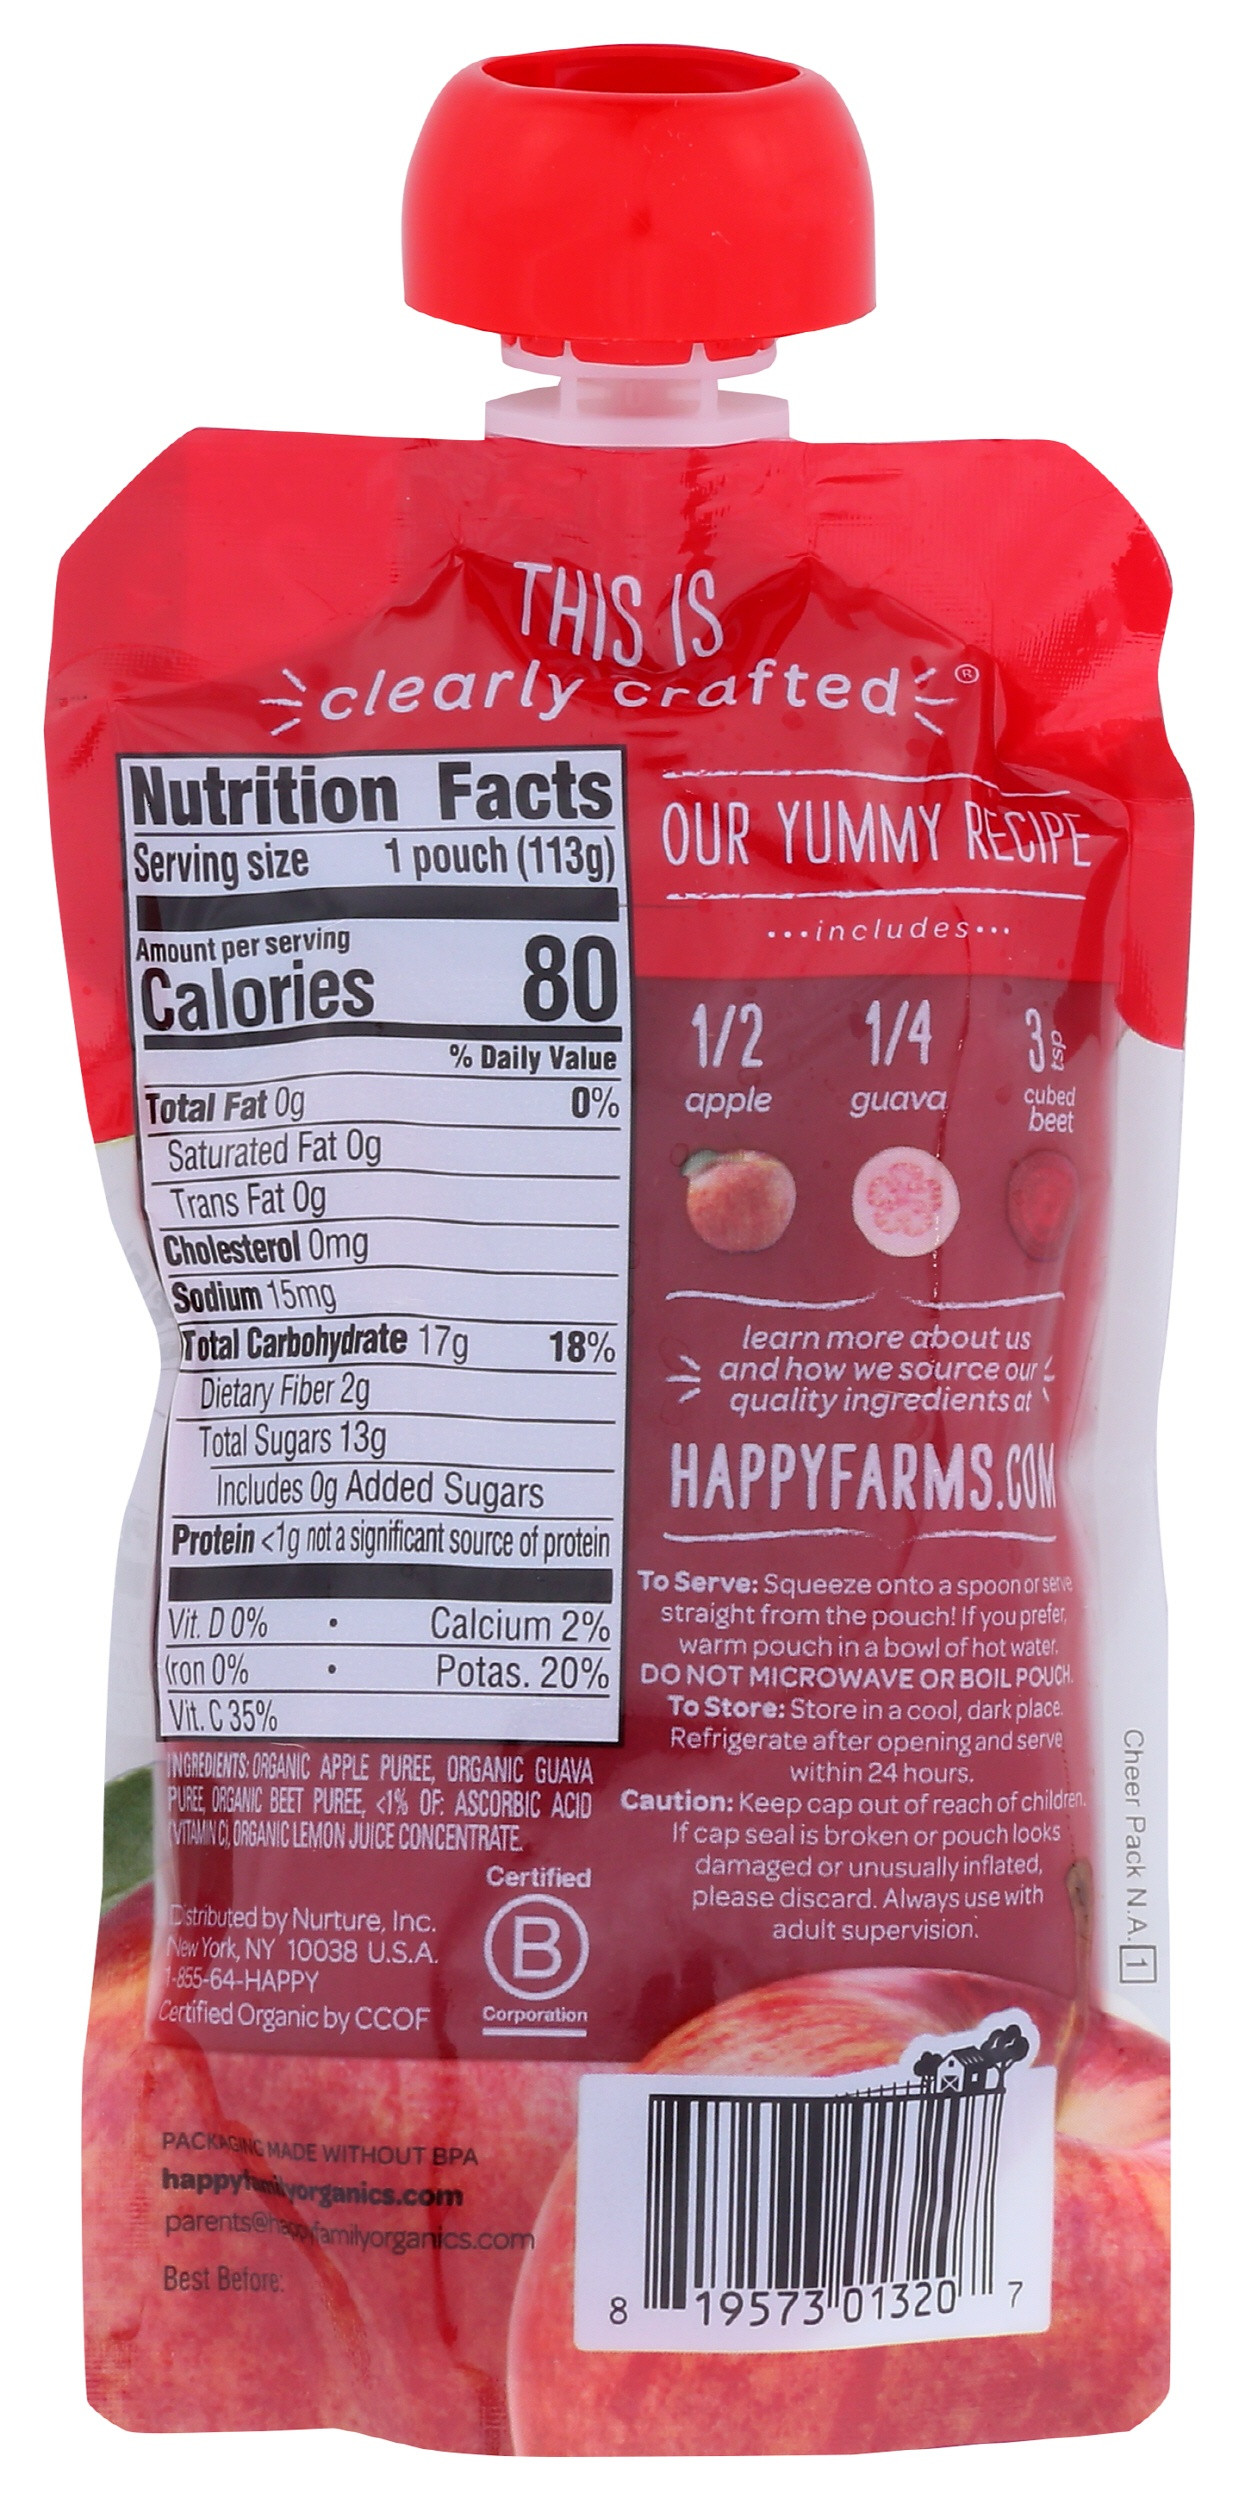 THIS IS
clearly crafted®
Nutrition Facts
Serving size 1 pouch (113g)
Amount per serving
Calories 80
% Daily Value
Total Fat 0g 0%
Saturated Fat 0g
Trans Fat 0g
Cholesterol 0mg
Sodium 15mg
Total Carbohydrate 17g 18%
Dietary Fiber 2g
Total Sugars 13g
Includes 0g Added Sugars
Protein <1g not a significant source of protein
Vit. D 0% • Calcium 2%
Iron 0% • Potas. 20%
Vit. C 35%
INGREDIENTS: ORGANIC APPLE PUREE, ORGANIC GUAVA
PUREE, ORGANIC BEET PUREE, <1% OF: ASCORBIC ACID
(VITAMIN C), ORGANIC LEMON JUICE CONCENTRATE.
Distributed by Nurture, Inc.
New York, NY 10038 U.S.A.
1-855-64-HAPPY
Certified Organic by CCOF
Certified
B
Corporation
PACKAGING MADE WITHOUT BPA
happyfamilyorganics.com
parents@happyfamilyorganics.com
Best Before:
OUR YUMMY RECIPE
...includes...
1/2 1/4 3 tsp
apple guava cubed
beet
learn more about us
and how we source our
quality ingredients at
HAPPYFARMS.COM
To Serve: Squeeze onto a spoon or serve
straight from the pouch! If you prefer,
warm pouch in a bowl of hot water.
DO NOT MICROWAVE OR BOIL POUCH.
To Store: Store in a cool, dark place.
Refrigerate after opening and serve
within 24 hours.
Caution: Keep cap out of reach of children.
If cap seal is broken or pouch looks
damaged or unusually inflated,
please discard. Always use with
adult supervision.
Cheer Pack N.A. 1
8 19573 01320 7